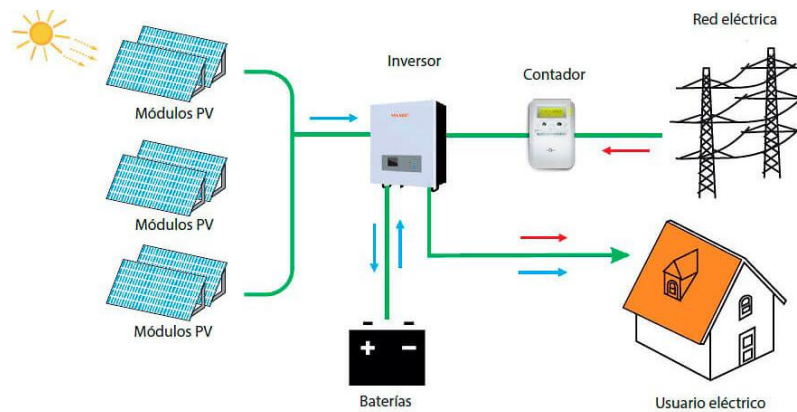 Red eléctrica
Inversor
Contador
Módulos PV
Módulos PV
Módulos PV
+ −
Baterías
Usuario eléctrico